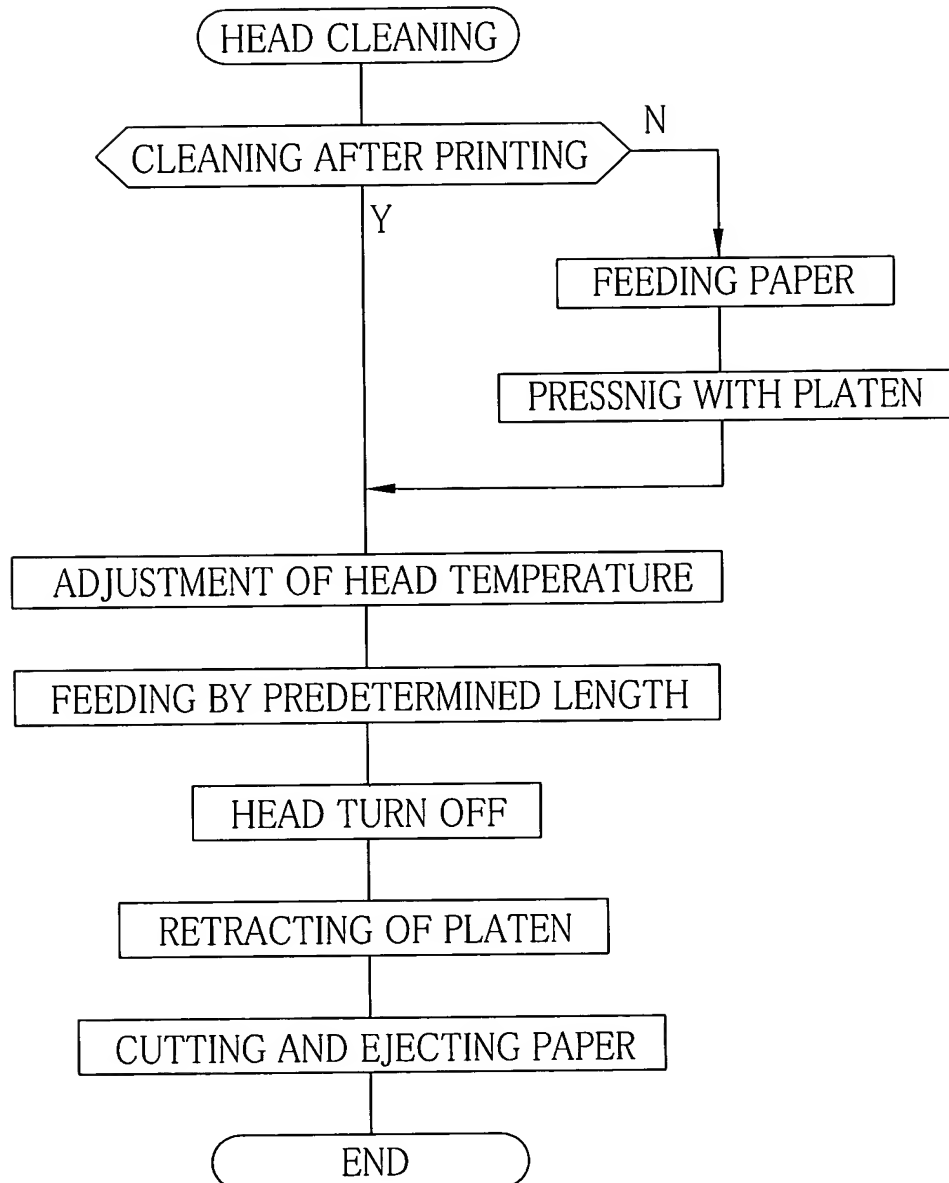 HEAD CLEANING
CLEANING AFTER PRINTING
N
Y
FEEDING PAPER
PRESSNIG WITH PLATEN
ADJUSTMENT OF HEAD TEMPERATURE
FEEDING BY PREDETERMINED LENGTH
HEAD TURN OFF
RETRACTING OF PLATEN
CUTTING AND EJECTING PAPER
END